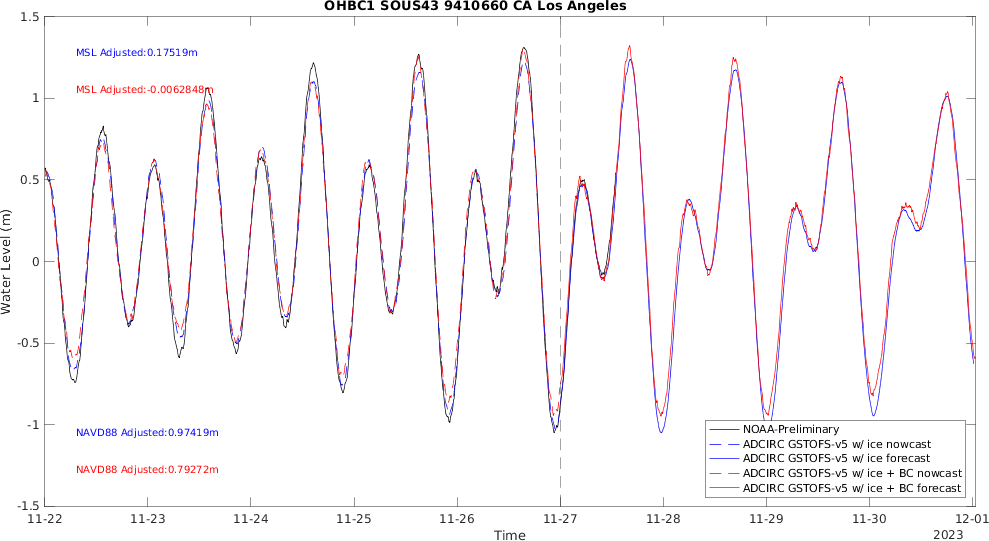 OHBC1 SOUS43 9410660 CA Los Angeles
1.5
1
0.5
0
-0.5
-1
-1.5
Water Level (m)
MSL Adjusted:0.17519m
MSL Adjusted:-0.0062848m
NAVD88 Adjusted:0.97419m
NAVD88 Adjusted:0.79272m
NOAA-Preliminary
ADCIRC GSTOFS-v5 w/ ice nowcast
ADCIRC GSTOFS-v5 w/ ice forecast
ADCIRC GSTOFS-v5 w/ ice + BC nowcast
ADCIRC GSTOFS-v5 w/ ice + BC forecast
11-22 11-23 11-24 11-25 11-26 11-27 11-28 11-29 11-30 12-01
Time
2023